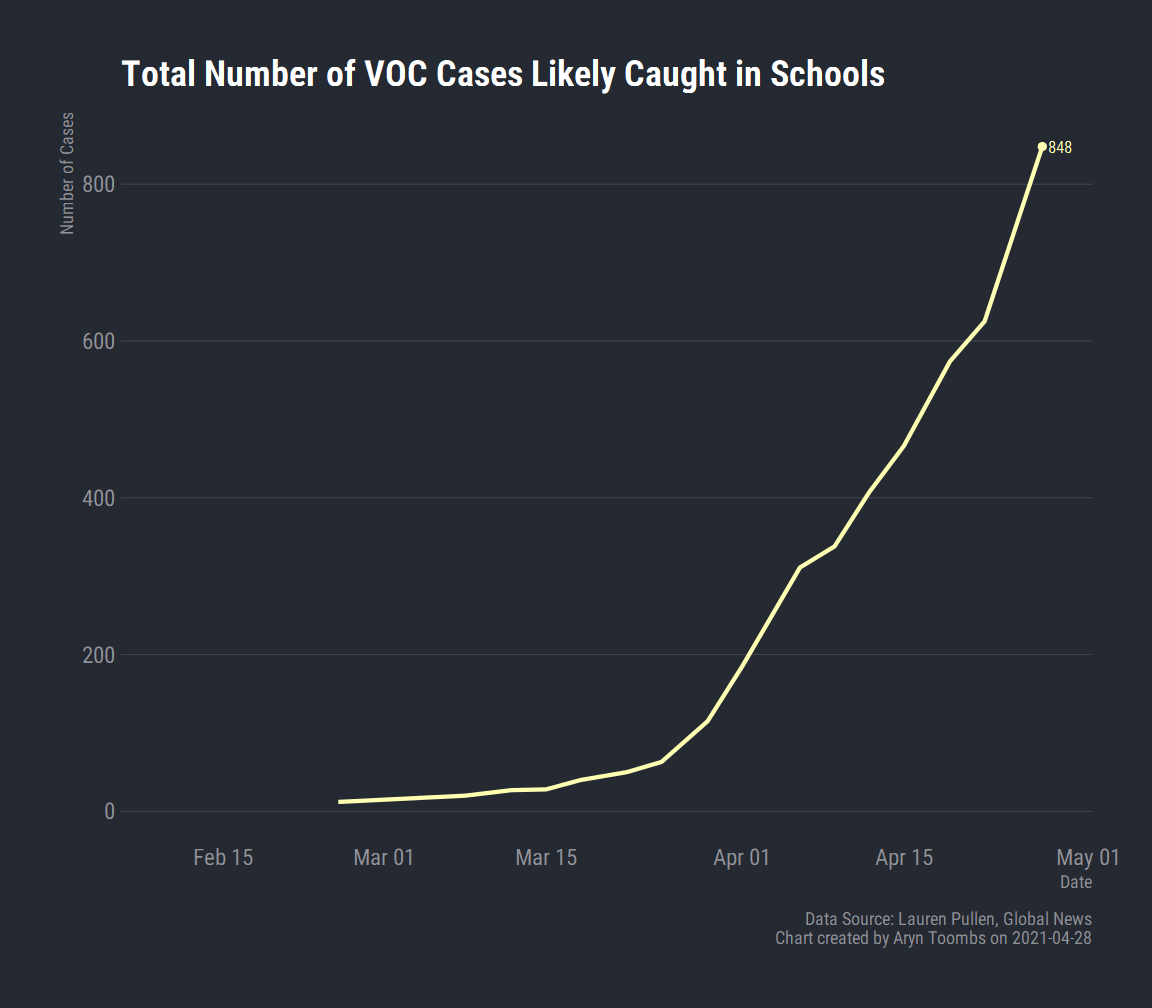 Total Number of VOC Cases Likely Caught in Schools
Number of Cases
848
800
600
400
200
0
Feb 15
Mar 01
Mar 15
Apr 01
Apr 15
May 01
Date
Data Source: Lauren Pullen, Global News
Chart created by Aryn Toombs on 2021-04-28